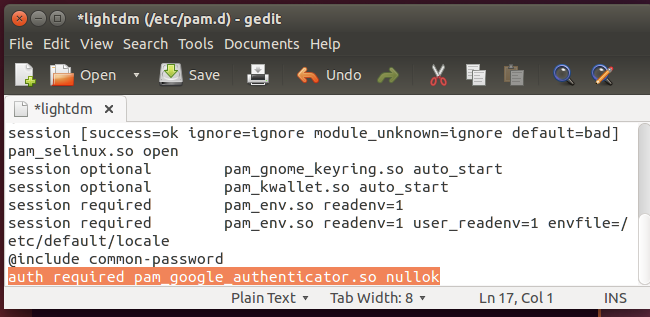 *lightdm (/etc/pam.d) - gedit
File Edit View Search Tools Documents Help
Open Save Undo
*lightdm
session [success=ok ignore=ignore module_unknown=ignore default=bad]
pam_selinux.so open
session optional        pam_gnome_keyring.so auto_start
session optional        pam_kwallet.so auto_start
session required        pam_env.so readenv=1
session required        pam_env.so readenv=1 user_readenv=1 envfile=/
etc/default/locale
@include common-password
auth required pam_google_authenticator.so nullok
Plain Text Tab Width: 8 Ln 17, Col 1 INS